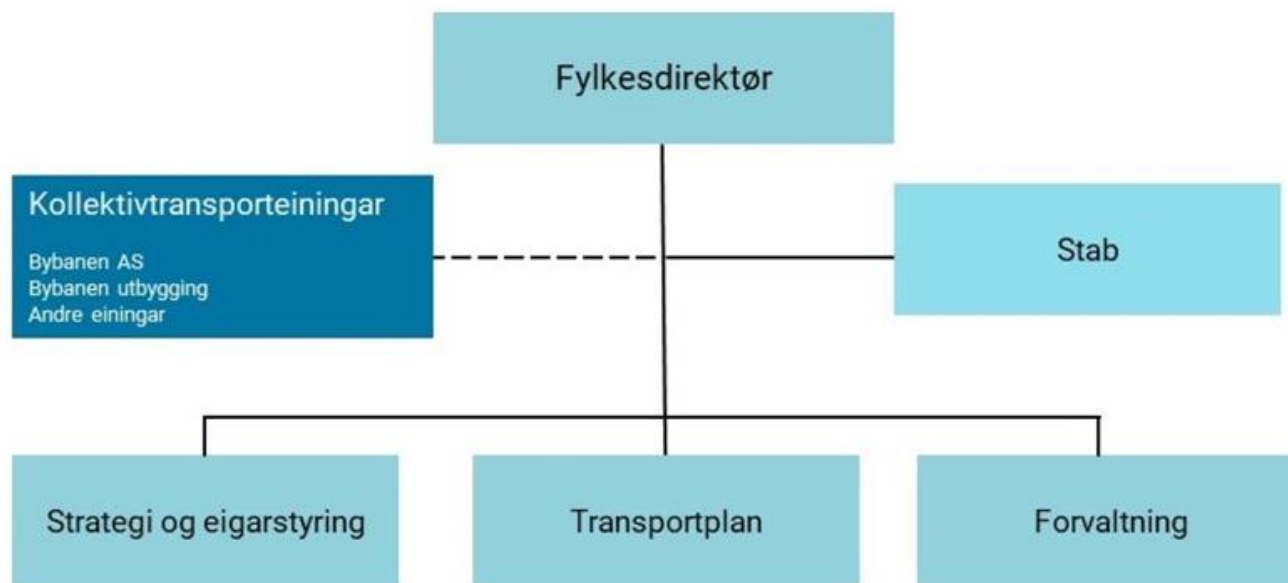 Fylkesdirektør
Kollektivtransporteiningar
Bybanen AS
Bybanen utbygging
Andre einingar
Stab
Strategi og eigarstyring
Transportplan
Forvaltning